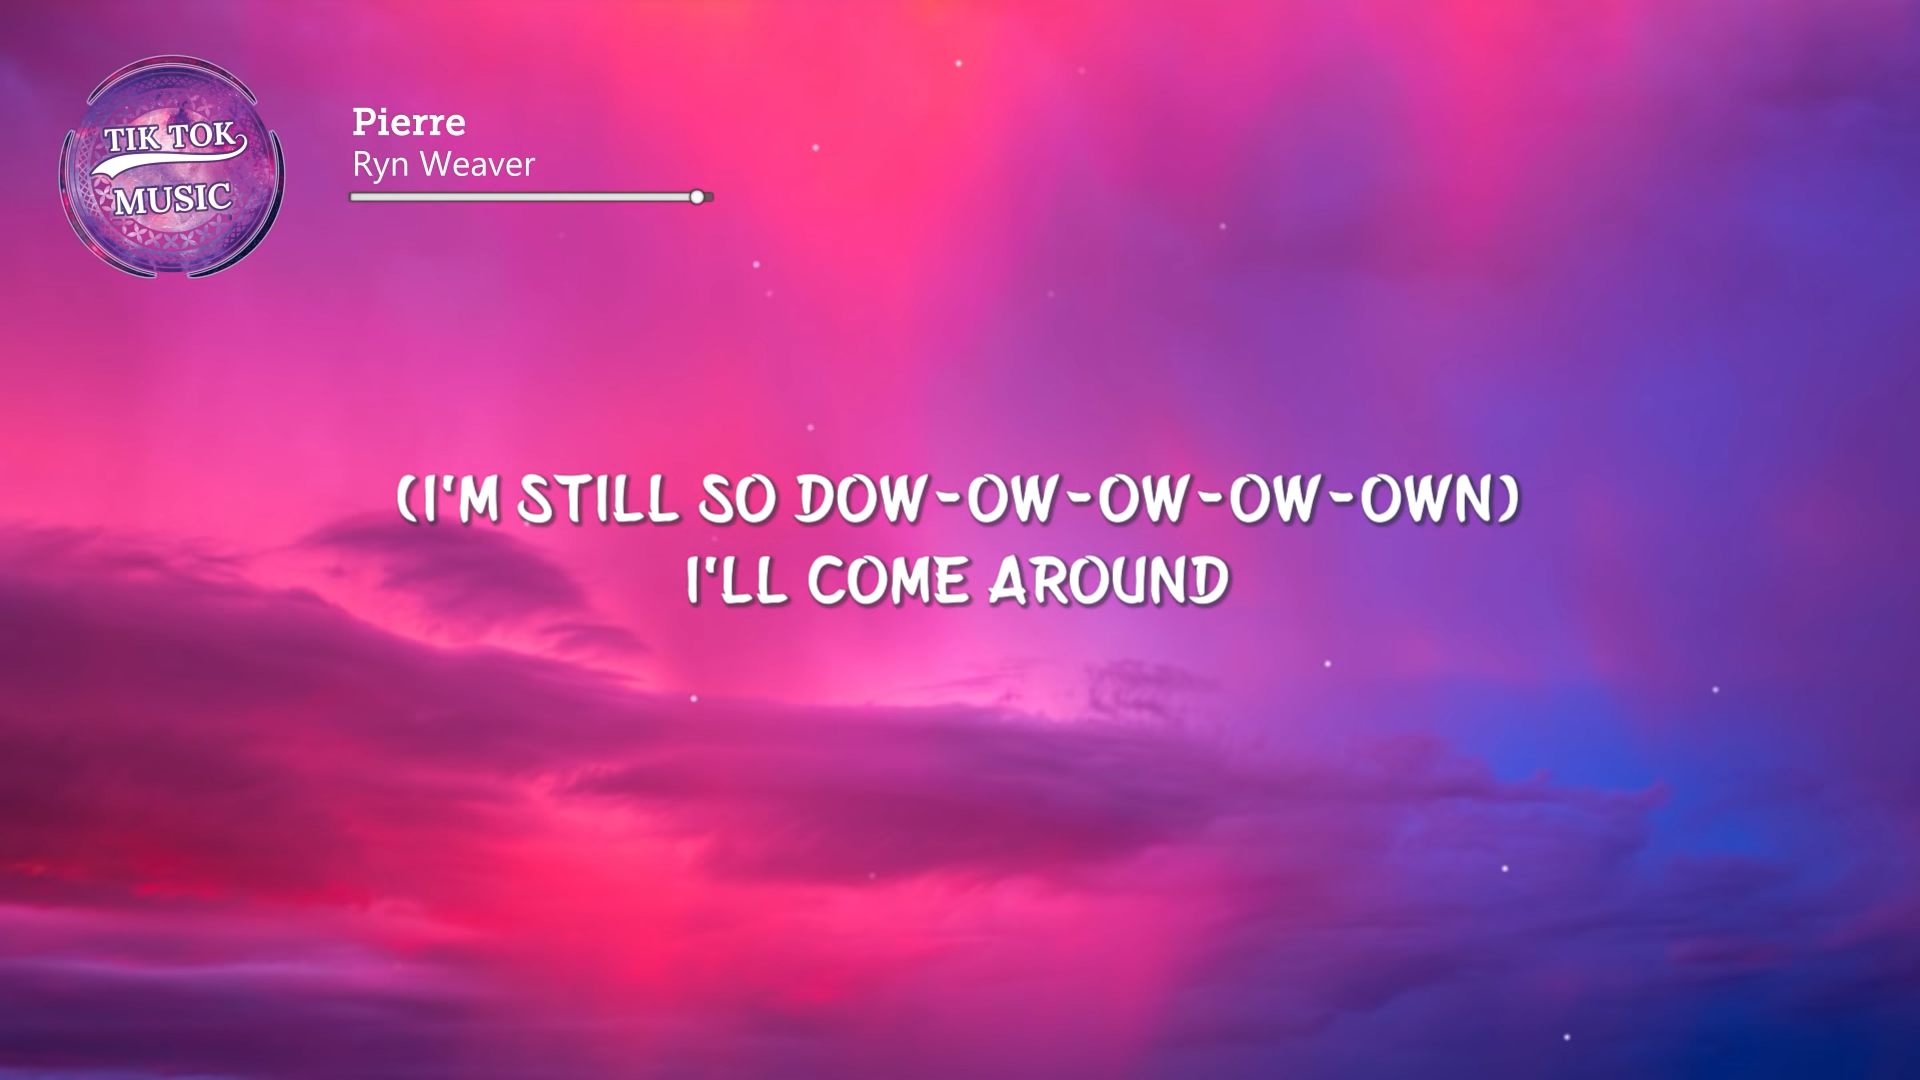 TIK TOK
MUSIC
Pierre
Ryn Weaver
(I'M STILL SO DOW-OW-OW-OW-OWN)
I'LL COME AROUND